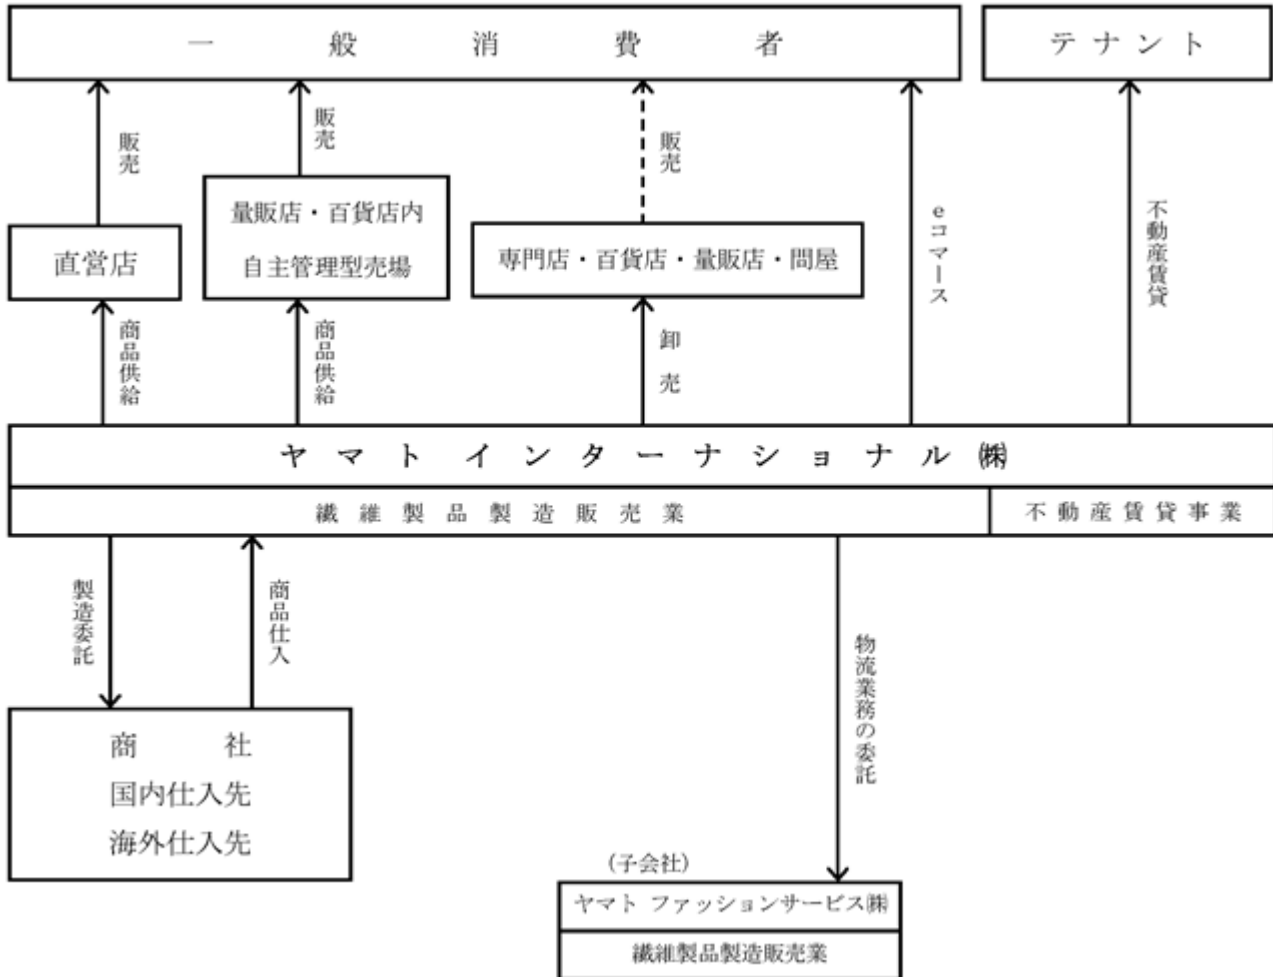 一般消費者
テナント
販売
販売
販売
eコマース
不動産賃貸
直営店
量販店・百貨店内
自主管理型売場
専門店・百貨店・量販店・問屋
商品供給
商品供給
卸売
ヤマトインターナショナル㈱
繊維製品製造販売業
不動産賃貸事業
製造委託
商品仕入
物流業務の委託
商社
国内仕入先
海外仕入先
(子会社)
ヤマト ファッションサービス㈱
繊維製品製造販売業